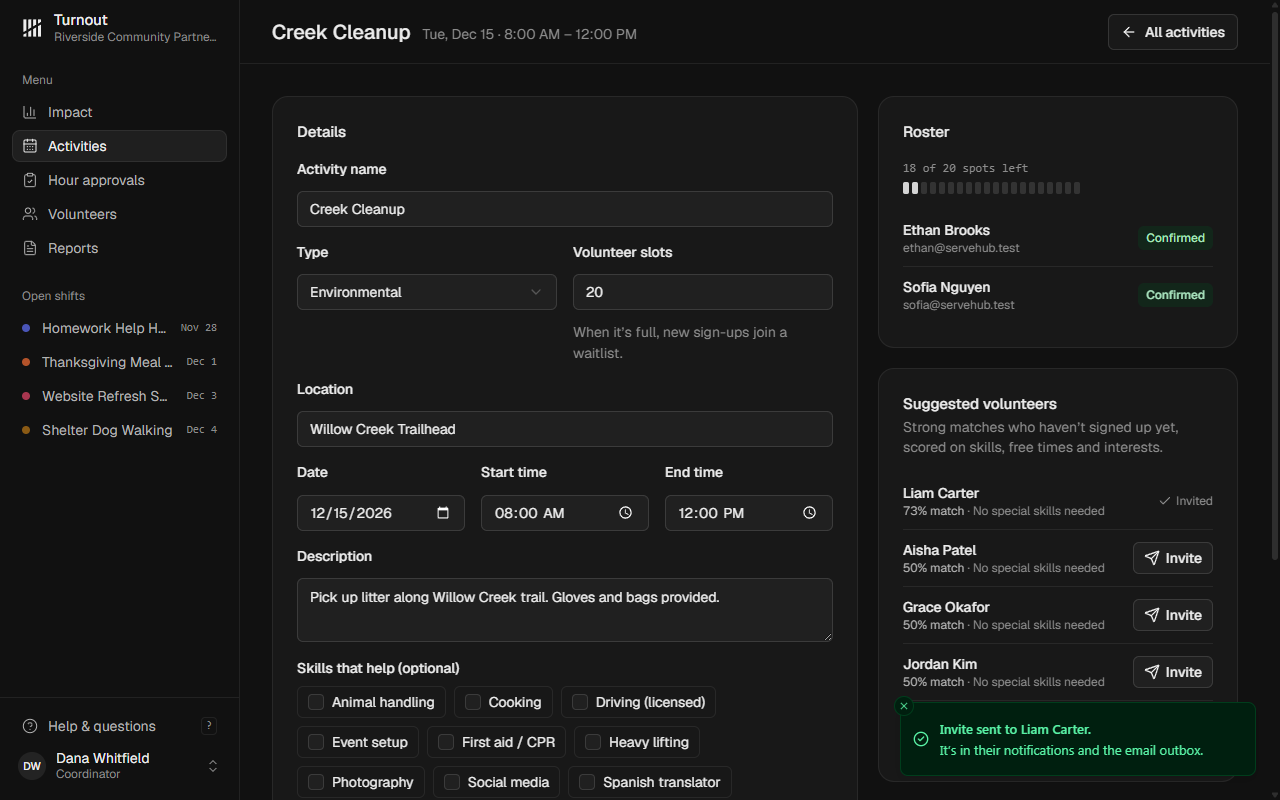 Turnout
Riverside Community Partne...
Menu
Impact
Activities
Hour approvals
Volunteers
Reports
Open shifts
Homework Help H... Nov 28
Thanksgiving Meal ... Dec 1
Website Refresh S... Dec 3
Shelter Dog Walking Dec 4
Help & questions ?
DW
Dana Whitfield
Coordinator
Creek Cleanup Tue, Dec 15 · 8:00 AM – 12:00 PM
All activities
Details
Activity name
Creek Cleanup
Type
Environmental
Volunteer slots
20
When it's full, new sign-ups join a
waitlist.
Location
Willow Creek Trailhead
Date
12/15/2026
Start time
08:00 AM
End time
12:00 PM
Description
Pick up litter along Willow Creek trail. Gloves and bags provided.
Skills that help (optional)
Animal handling Cooking Driving (licensed)
Event setup First aid / CPR Heavy lifting
Photography Social media Spanish translator
Roster
18 of 20 spots left
Ethan Brooks
ethan@servehub.test
Confirmed
Sofia Nguyen
sofia@servehub.test
Confirmed
Suggested volunteers
Strong matches who haven't signed up yet,
scored on skills, free times and interests.
Liam Carter
73% match · No special skills needed
Invited
Aisha Patel
50% match · No special skills needed
Invite
Grace Okafor
50% match · No special skills needed
Invite
Jordan Kim
50% match · No special skills needed
Invite
Invite sent to Liam Carter.
It's in their notifications and the email outbox.